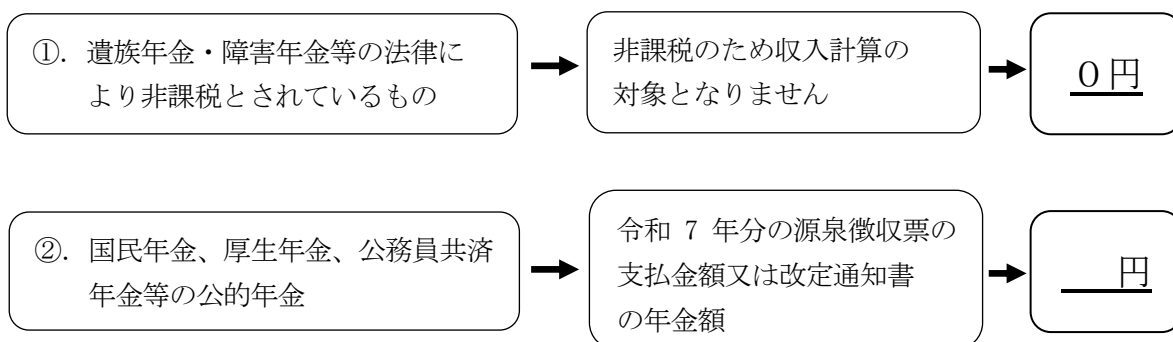 ①. 遺族年金・障害年金等の法律に
より非課税とされているもの
非課税のため収入計算の
対象となりません
０円
②. 国民年金、厚生年金、公務員共済
年金等の公的年金
令和 7 年分の源泉徴収票の
支払金額又は改定通知書
の年金額
円